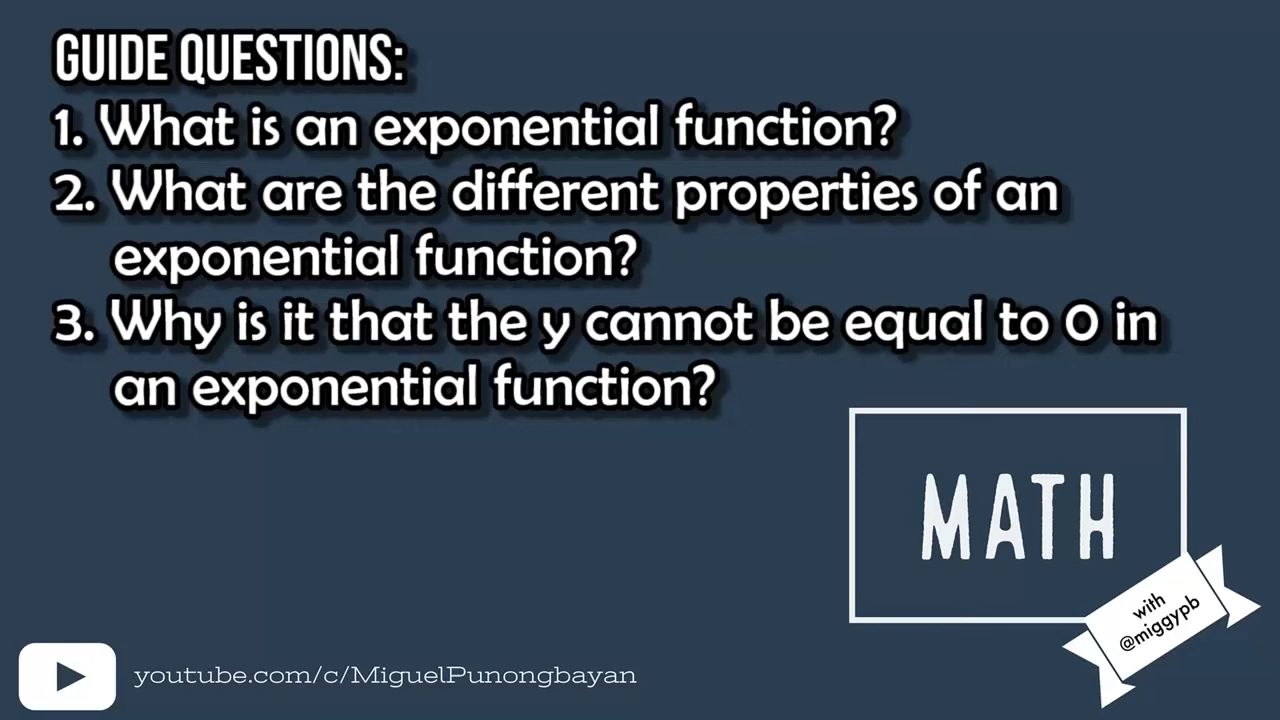 GUIDE QUESTIONS:
1. What is an exponential function?
2. What are the different properties of an
exponential function?
3. Why is it that the y cannot be equal to 0 in
an exponential function?
MATH
with
@miggypb
youtube.com/c/MiguelPunongbayan